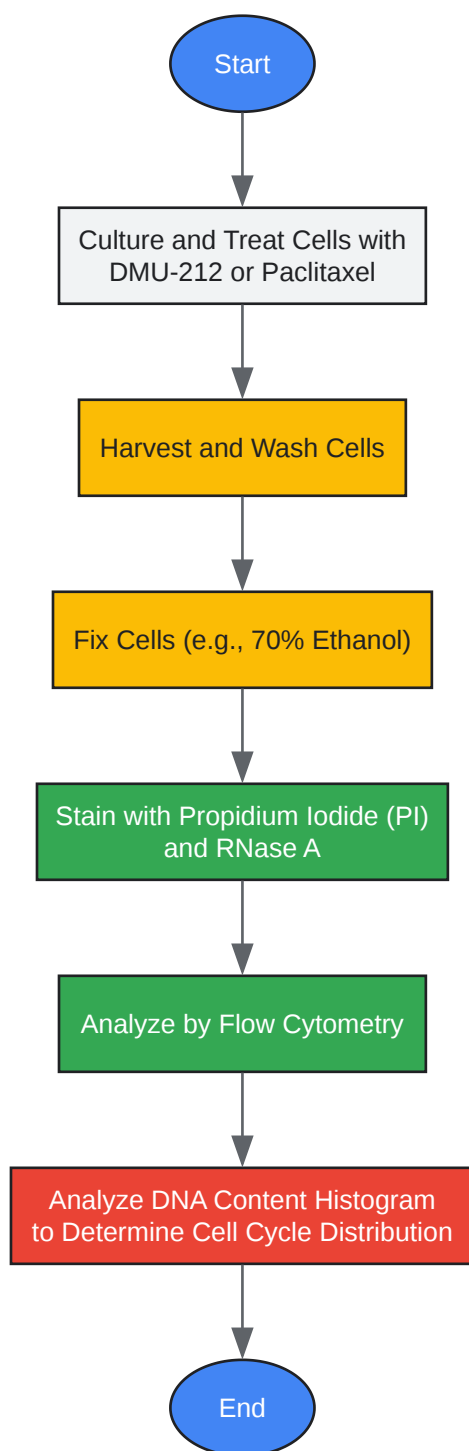 Start
Culture and Treat Cells with
DMU-212 or Paclitaxel
Harvest and Wash Cells
Fix Cells (e.g., 70% Ethanol)
Stain with Propidium Iodide (PI)
and RNase A
Analyze by Flow Cytometry
Analyze DNA Content Histogram
to Determine Cell Cycle Distribution
End